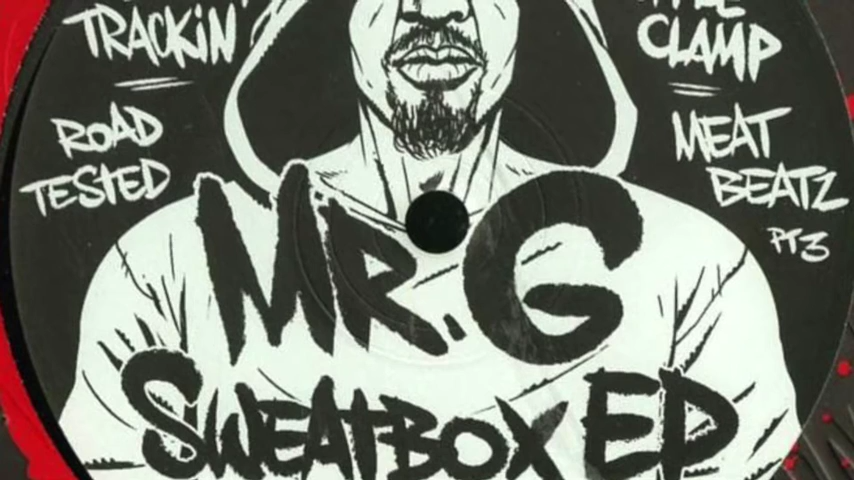 TRACKIN'
CLAMP
ROAD
TESTED
MEAT
BEATZ
PT3
MR.G
SWEATBOX EP